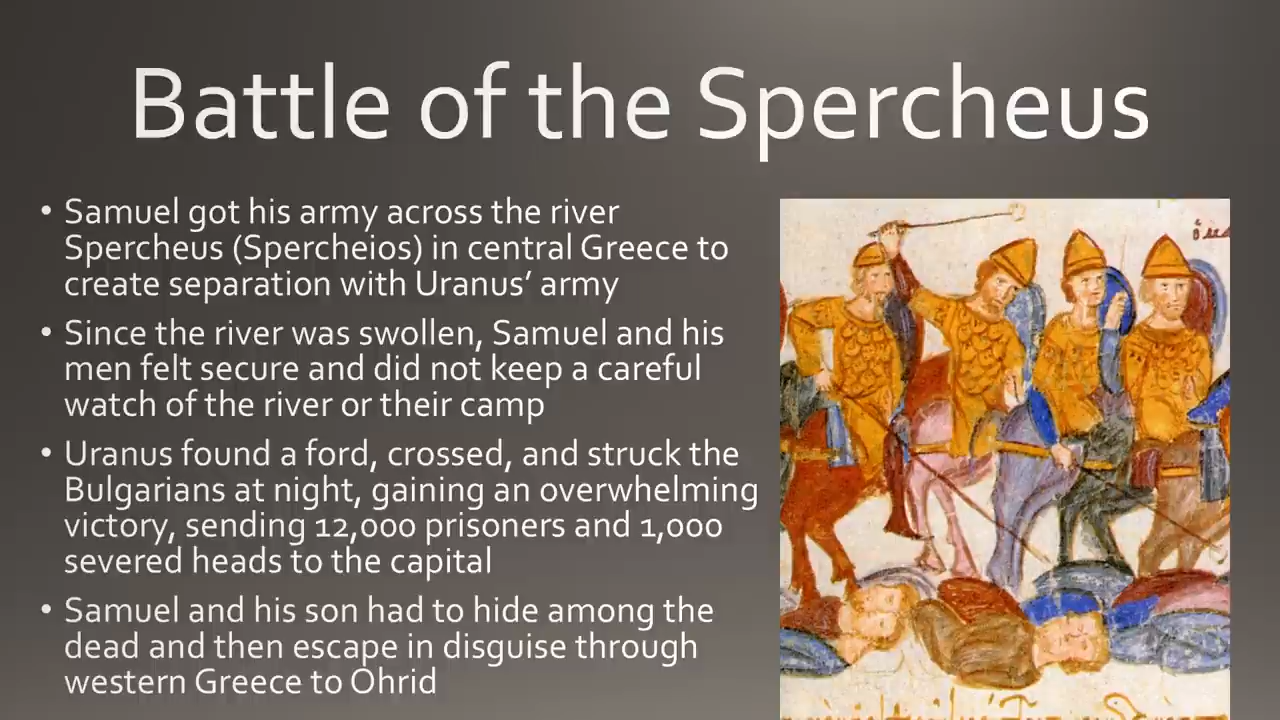 Battle of the Spercheus
• Samuel got his army across the river
Spercheus (Spercheios) in central Greece to
create separation with Uranus’ army
• Since the river was swollen, Samuel and his
men felt secure and did not keep a careful
watch of the river or their camp
• Uranus found a ford, crossed, and struck the
Bulgarians at night, gaining an overwhelming
victory, sending 12,000 prisoners and 1,000
severed heads to the capital
• Samuel and his son had to hide among the
dead and then escape in disguise through
western Greece to Ohrid